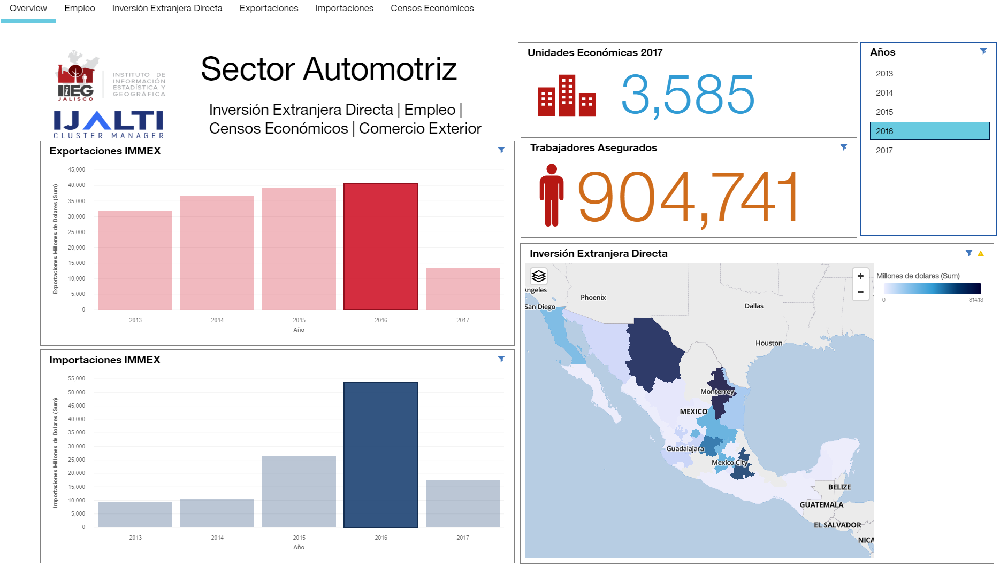 Overview
Empleo
Inversión Extranjera Directa
Exportaciones
Importaciones
Censos Económicos
IIEG
JALISCO
INSTITUTO DE
INFORMACIÓN
ESTADÍSTICA Y
GEOGRÁFICA
IJALTI
CLUSTER MANAGER
Sector Automotriz
Inversión Extranjera Directa | Empleo |
Censos Económicos | Comercio Exterior
Unidades Económicas 2017
3,585
Años
2013
2014
2015
2016
2017
Trabajadores Asegurados
904,741
Exportaciones IMMEX
Exportaciones Millones de Dolares (Sum)
45,000
40,000
35,000
30,000
25,000
20,000
15,000
10,000
5,000
0
2013
2014
2015
2016
2017
Año
Importaciones IMMEX
Importaciones Millones de Dolares (Sum)
55,000
50,000
45,000
40,000
35,000
30,000
25,000
20,000
15,000
10,000
5,000
0
2013
2014
2015
2016
2017
Año
Inversión Extranjera Directa
Millones de dolares (Sum)
0
814.13
+
−
Angeles
San Diego
Phoenix
Dallas
Houston
Monterrey
MEXICO
Guadalajara
Mexico City
BELIZE
GUATEMALA
EL SALVADOR
NICA